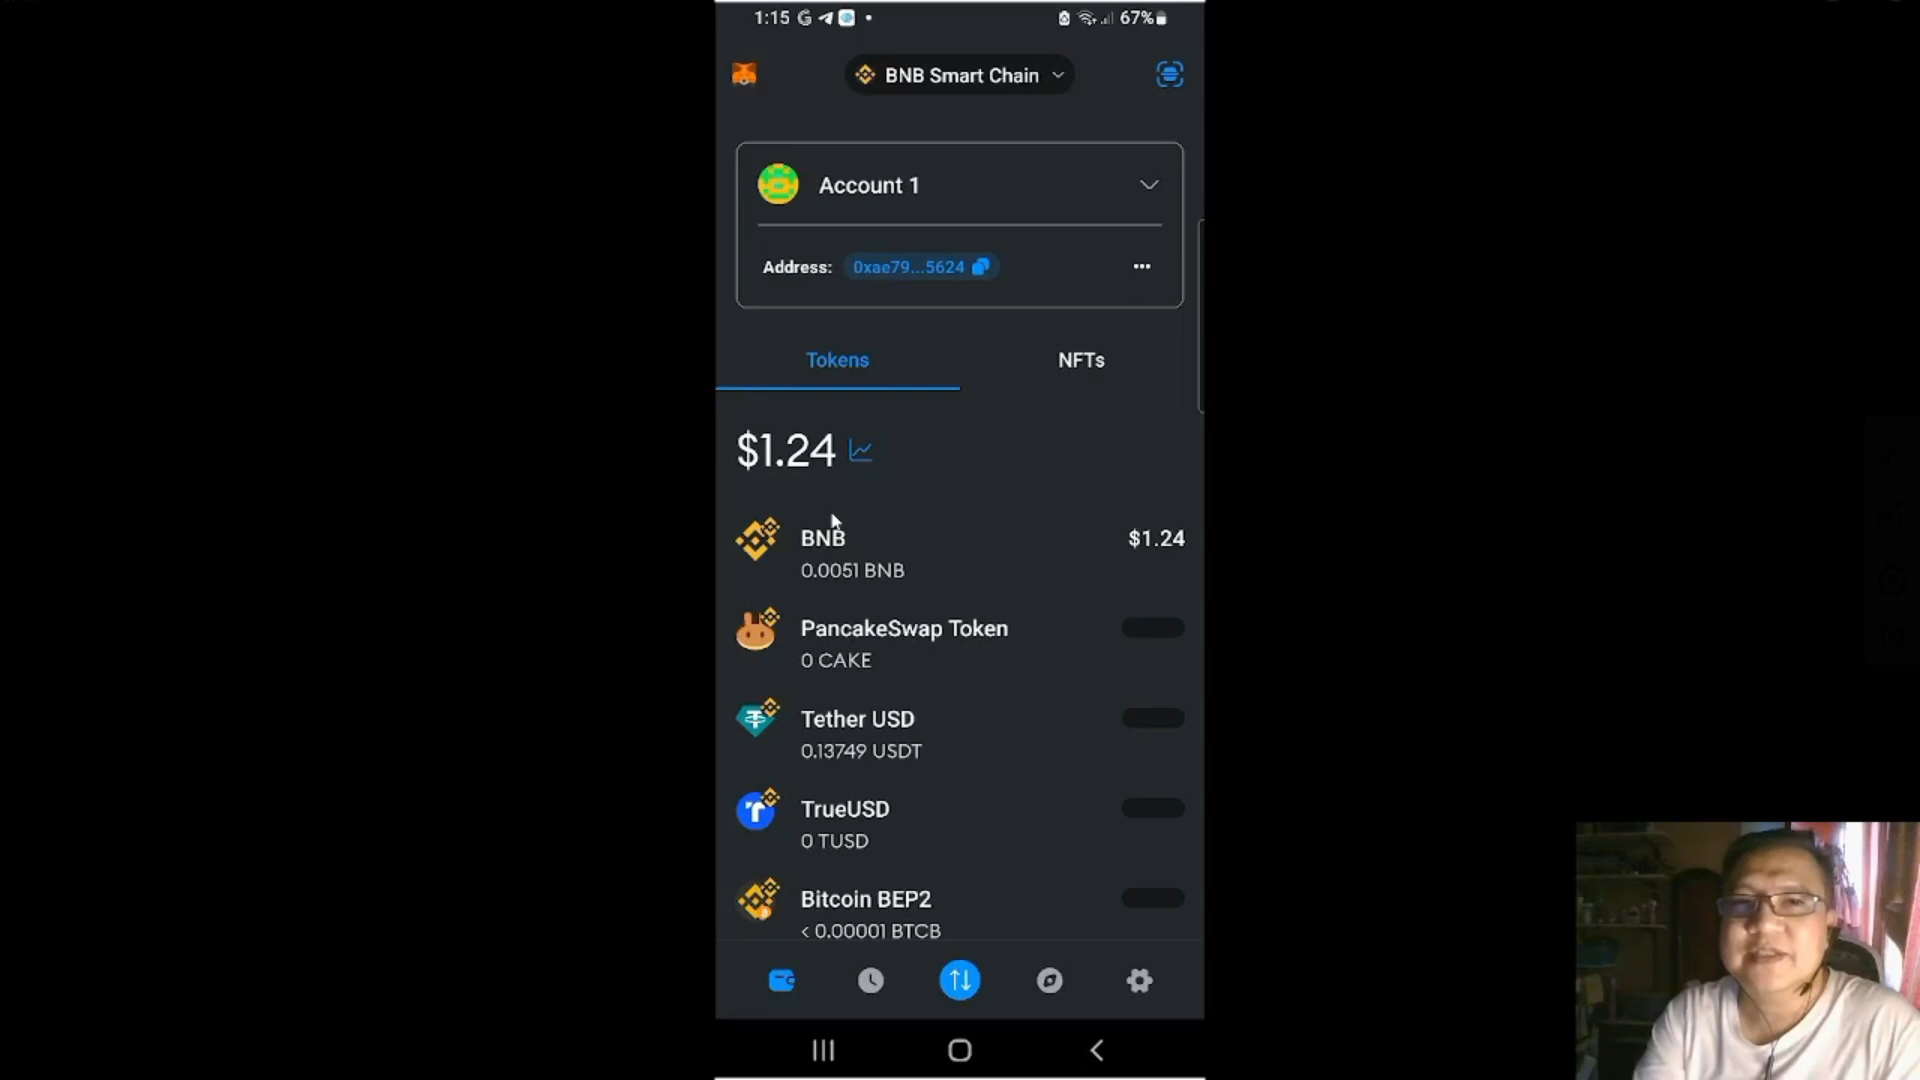 1:15
67%
BNB Smart Chain
Account 1
Address: 0xae79...5624
Tokens
NFTs
$1.24
BNB
$1.24
0.0051 BNB
PancakeSwap Token
0 CAKE
Tether USD
0.13749 USDT
TrueUSD
0 TUSD
Bitcoin BEP2
< 0.00001 BTCB